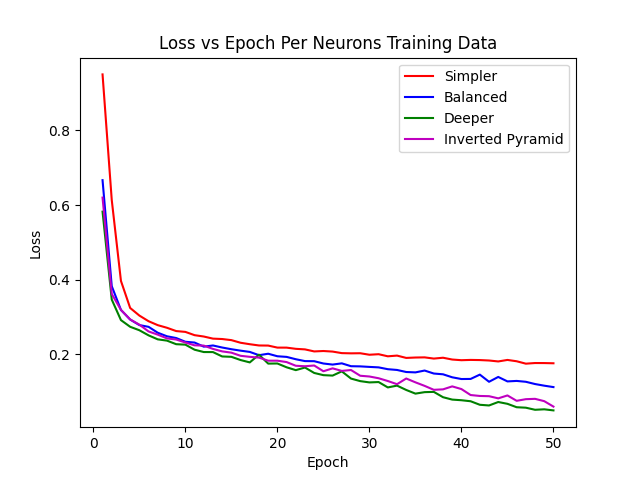 Loss vs Epoch Per Neurons Training Data
Simpler
Balanced
Deeper
Inverted Pyramid
Loss
0.8
0.6
0.4
0.2
0 10 20 30 40 50
Epoch